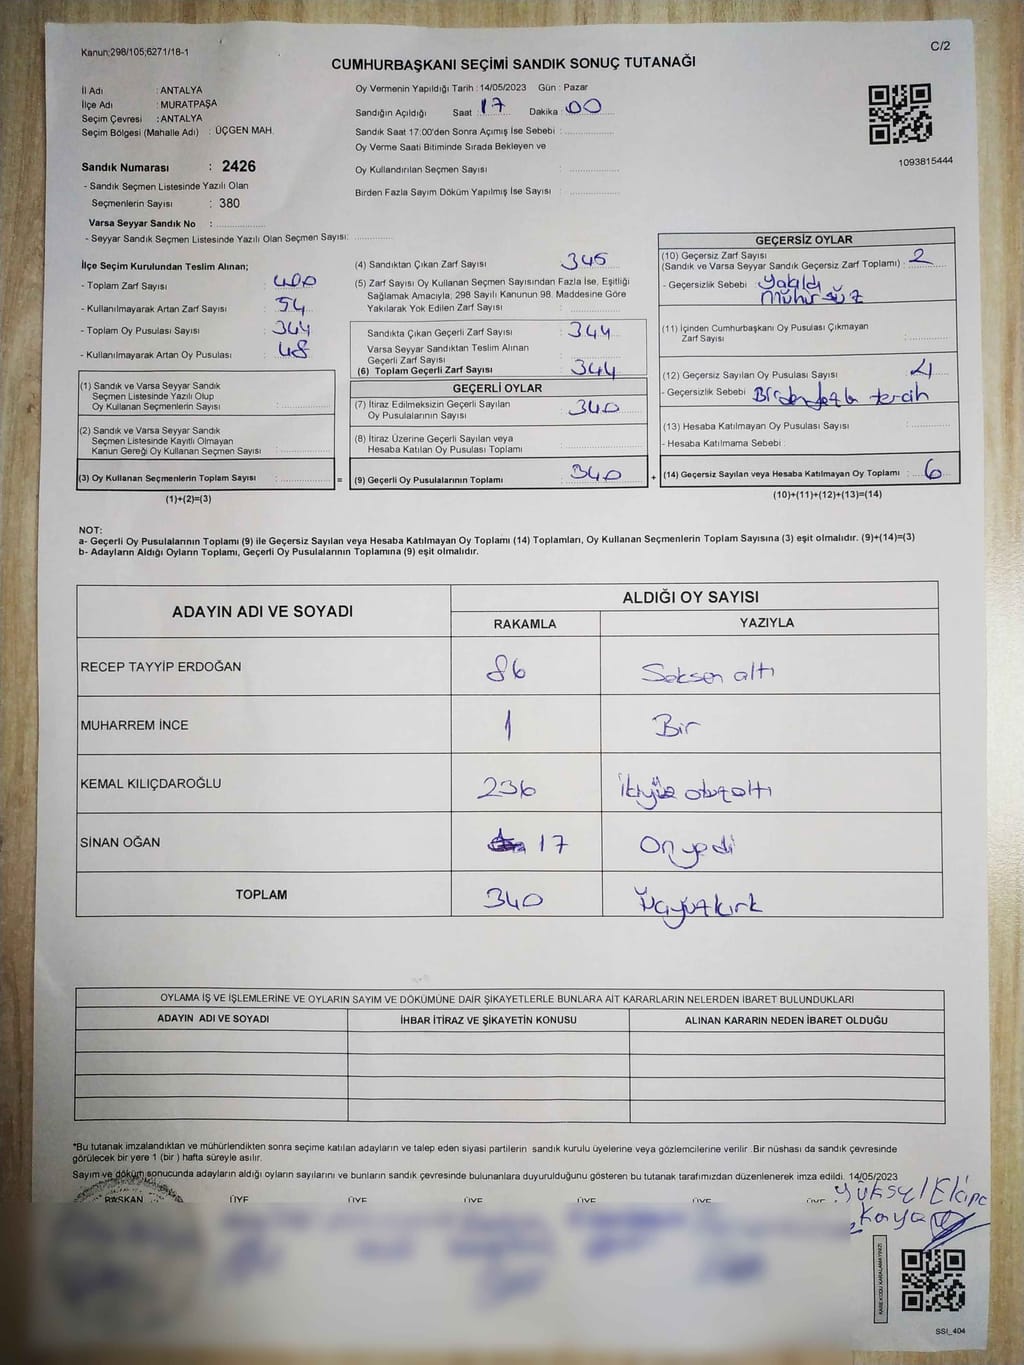 Kanun:298/105;6271/18-1
C/2
CUMHURBAŞKANI SEÇİMİ SANDIK SONUÇ TUTANAĞI
İl Adı : ANTALYA
İlçe Adı : MURATPAŞA
Seçim Çevresi : ANTALYA
Seçim Bölgesi (Mahalle Adı) : ÜÇGEN MAH.
Sandık Numarası : 2426
- Sandık Seçmen Listesinde Yazılı Olan
Seçmenlerin Sayısı : 380
Varsa Seyyar Sandık No :
- Seyyar Sandık Seçmen Listesinde Yazılı Olan Seçmen Sayısı:
Oy Vermenin Yapıldığı Tarih : 14/05/2023 Gün : Pazar
Sandığın Açıldığı Saat 17 Dakika : 00
Sandık Saat 17:00'den Sonra Açımış İse Sebebi :
Oy Verme Saati Bitiminde Sırada Bekleyen ve
Oy Kullandırılan Seçmen Sayısı :
Birden Fazla Sayım Döküm Yapılmış İse Sayısı :
1093815444
İlçe Seçim Kurulundan Teslim Alınan;
- Toplam Zarf Sayısı : 400
- Kullanılmayarak Artan Zarf Sayısı : 54
- Toplam Oy Pusulası Sayısı : 344
- Kullanılmayarak Artan Oy Pusulası : 48
(1) Sandık ve Varsa Seyyar Sandık
Seçmen Listesinde Yazılı Olup
Oy Kullanan Seçmenlerin Sayısı :
(2) Sandık ve Varsa Seyyar Sandık
Seçmen Listesinde Kayıtlı Olmayan
Kanun Gereği Oy Kullanan Seçmen Sayısı :
(3) Oy Kullanan Seçmenlerin Toplam Sayısı : =
(1)+(2)=(3)
(4) Sandıktan Çıkan Zarf Sayısı : 345
(5) Zarf Sayısı Oy Kullanan Seçmen Sayısından Fazla İse, Eşitliği
Sağlamak Amacıyla; 298 Sayılı Kanunun 98. Maddesine Göre
Yakılarak Yok Edilen Zarf Sayısı :
Sandıkta Çıkan Geçerli Zarf Sayısı : 344
Varsa Seyyar Sandıktan Teslim Alınan
Geçerli Zarf Sayısı :
(6) Toplam Geçerli Zarf Sayısı : 344
GEÇERLİ OYLAR
(7) İtiraz Edilmeksizin Geçerli Sayılan
Oy Pusulalarının Sayısı : 340
(8) İtiraz Üzerine Geçerli Sayılan veya
Hesaba Katılan Oy Pusulası Toplamı :
(9) Geçerli Oy Pusulalarının Toplamı : 340 +
GEÇERSİZ OYLAR
(10) Geçersiz Zarf Sayısı
(Sandık ve Varsa Seyyar Sandık Geçersiz Zarf Toplamı) : 2
- Geçersizlik Sebebi : Yakıldı
Mühürsüz
(11) İçinden Cumhurbaşkanı Oy Pusulası Çıkmayan
Zarf Sayısı :
(12) Geçersiz Sayılan Oy Pusulası Sayısı : 4
- Geçersizlik Sebebi : Birden fazla tercih
(13) Hesaba Katılmayan Oy Pusulası Sayısı :
- Hesaba Katılmama Sebebi :
(14) Geçersiz Sayılan veya Hesaba Katılmayan Oy Toplamı : 6
(10)+(11)+(12)+(13)=(14)
NOT:
a- Geçerli Oy Pusulalarının Toplamı (9) ile Geçersiz Sayılan veya Hesaba Katılmayan Oy Toplamı (14) Toplamları, Oy Kullanan Seçmenlerin Toplam Sayısına (3) eşit olmalıdır. (9)+(14)=(3)
b- Adayların Aldığı Oyların Toplamı, Geçerli Oy Pusulalarının Toplamına (9) eşit olmalıdır.
ADAYIN ADI VE SOYADI ALDIĞI OY SAYISI
RAKAMLA YAZIYLA
RECEP TAYYİP ERDOĞAN 86 Seksen altı
MUHARREM İNCE 1 Bir
KEMAL KILIÇDAROĞLU 236 İkiyüz otuzaltı
SİNAN OĞAN 17 Onyedi
TOPLAM 340 Üçyüzkırk
OYLAMA İŞ VE İŞLEMLERİNE VE OYLARIN SAYIM VE DÖKÜMÜNE DAİR ŞİKAYETLERLE BUNLARA AİT KARARLARIN NELERDEN İBARET BULUNDUKLARI
ADAYIN ADI VE SOYADI İHBAR İTİRAZ VE ŞİKAYETİN KONUSU ALINAN KARARIN NEDEN İBARET OLDUĞU
*Bu tutanak imzalandıktan ve mühürlendikten sonra seçime katılan adayların ve talep eden siyasi partilerin sandık kurulu üyelerine veya gözlemcilerine verilir. Bir nüshası da sandık çevresinde
görülecek bir yere 1 (bir ) hafta süreyle asılır.
Sayım ve döküm sonucunda adayların aldığı oyların sayılarını ve bunların sandık çevresinde bulunanlara duyurulduğunu gösteren bu tutanak tarafımızdan düzenlenerek imza edildi. 14/05/2023
BAŞKAN ÜYE ÜYE ÜYE ÜYE ÜYE ÜYE
Yüksel
Kaya
KAREKODU KARALAMAYINIZ!
SSI_404